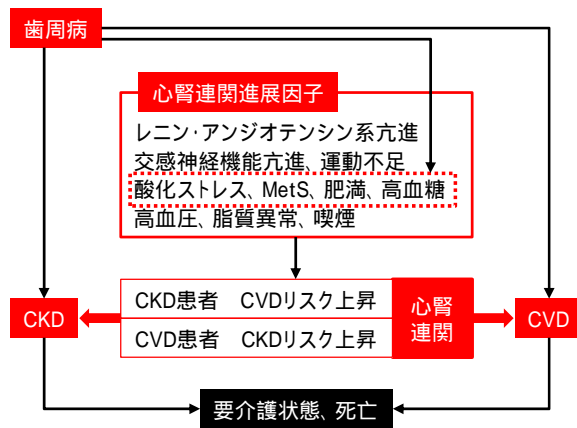 歯周病
心腎連関進展因子
レニン・アンジオテンシン系亢進
交感神経機能亢進、運動不足
酸化ストレス、MetS、肥満、高血糖
高血圧、脂質異常、喫煙
CKD患者 CVDリスク上昇
CVD患者 CKDリスク上昇
心腎
連関
CKD
CVD
要介護状態、死亡